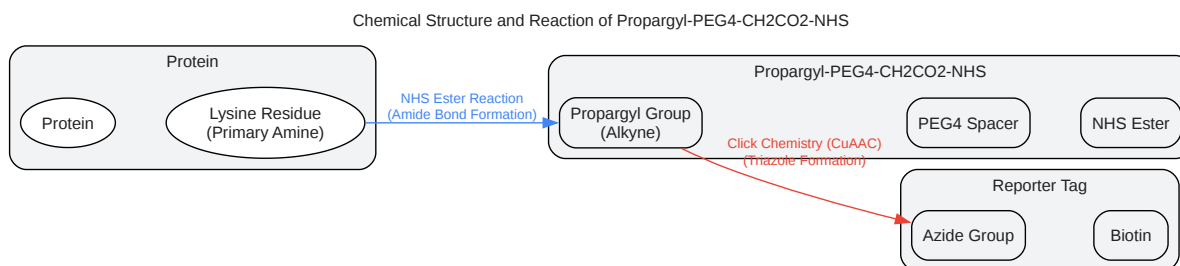 Chemical Structure and Reaction of Propargyl-PEG4-CH2CO2-NHS
Protein
Protein
Lysine Residue
(Primary Amine)
NHS Ester Reaction
(Amide Bond Formation)
Propargyl-PEG4-CH2CO2-NHS
Propargyl Group
(Alkyne)
PEG4 Spacer
NHS Ester
Click Chemistry (CuAAC)
(Triazole Formation)
Reporter Tag
Azide Group
Biotin